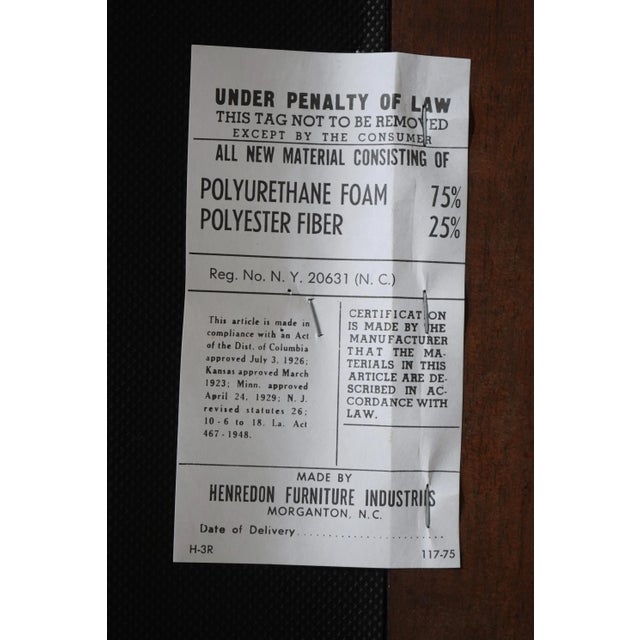 UNDER PENALTY OF LAW
THIS TAG NOT TO BE REMOVED
EXCEPT BY THE CONSUMER
ALL NEW MATERIAL CONSISTING OF
POLYURETHANE FOAM 75%
POLYESTER FIBER 25%
Reg. No. N. Y. 20631 (N. C.)
This article is made in
compliance with an Act
of the Dist. of Columbia
approved July 3, 1926;
Kansas approved March
1923; Minn. approved
April 24, 1929; N. J.
revised statutes 26;
10-6 to 18. La. Act
467-1948.
CERTIFICATION
IS MADE BY THE
MANUFACTURER
THAT THE MA-
TERIALS IN THIS
ARTICLE ARE DE-
SCRIBED IN AC-
CORDANCE WITH
LAW.
MADE BY
HENREDON FURNITURE INDUSTRIES
MORGANTON, N.C.
Date of Delivery......................
H-3R 117-75